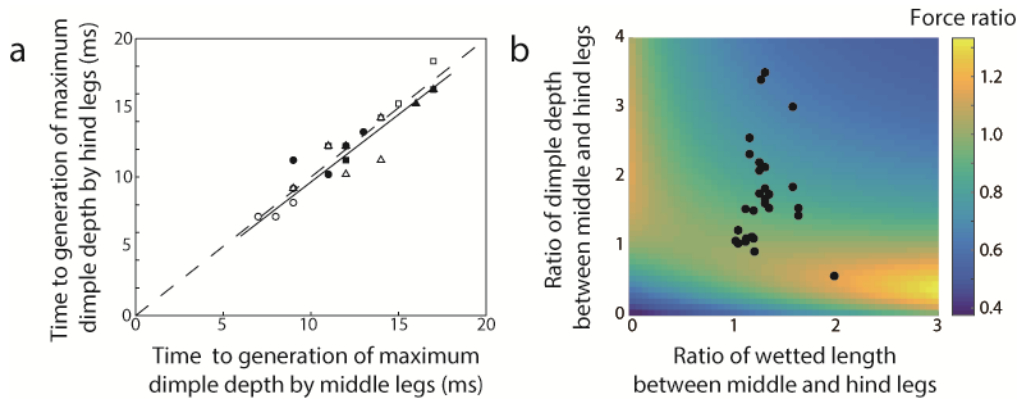 a
Time to generation of maximum
dimple depth by hind legs (ms)
20
15
10
5
0
0
5
10
15
20
Time to generation of maximum
dimple depth by middle legs (ms)
b
Ratio of dimple depth
between middle and hind legs
4
3
2
1
0
0
1
2
3
Ratio of wetted length
between middle and hind legs
Force ratio
1.2
1.0
0.8
0.6
0.4